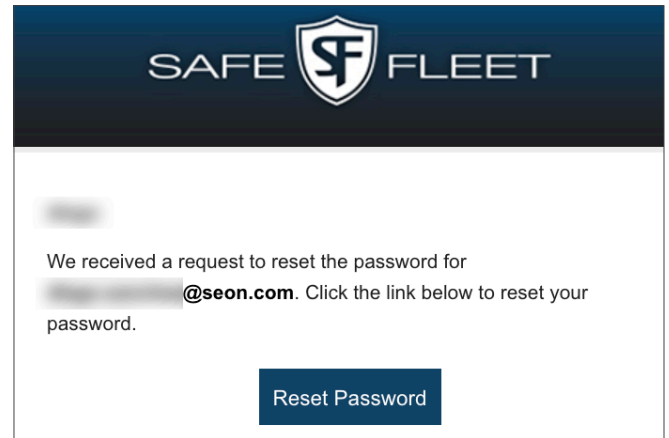 SAFE SF FLEET
We received a request to reset the password for
@seon.com. Click the link below to reset your
password.
Reset Password